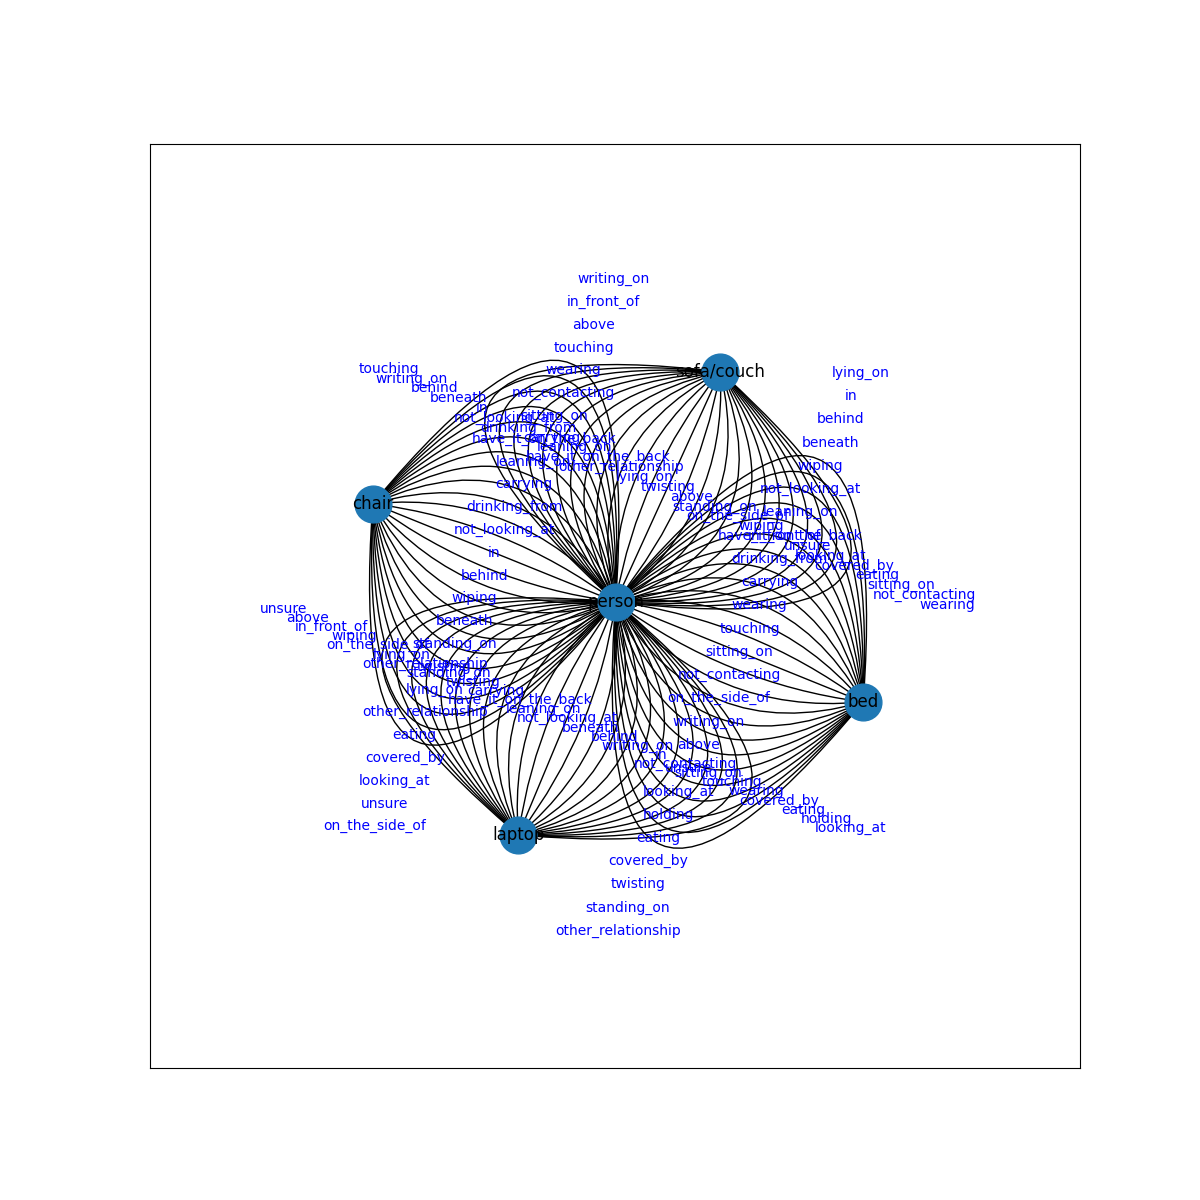 writing_on
in_front_of
above
touching
touching
wearing
sofa/couch
lying_on
writing_on
behind
not_contacting
in
beneath
in
sitting_on
behind
not_looking_at
drinking_from
have_it_on_the_back
carrying
leaning_on
beneath
have_it_on_the_back
leaning_on
other_relationship
wiping
lying_on
carrying
twisting
not_looking_at
chair
above
drinking_from
standing_on
on_the_side_of
leaning_on
not_looking_at
wiping
have_it_on_the_back
in_front_of
in
unsure
looking_at
drinking_from
covered_by
behind
carrying
eating
sitting_on
wiping
person
wearing
not_contacting
wearing
unsure
above
beneath
touching
in_front_of
wiping
on_the_side_of
standing_on
sitting_on
lying_on
other_relationship
standing_on
twisting
not_contacting
lying_on
carrying
have_it_on_the_back
on_the_side_of
bed
other_relationship
leaning_on
not_looking_at
writing_on
beneath
eating
behind
writing_on
above
in
covered_by
not_contacting
sitting_on
looking_at
touching
unsure
looking_at
wearing
covered_by
holding
eating
on_the_side_of
holding
looking_at
laptop
eating
covered_by
twisting
standing_on
other_relationship